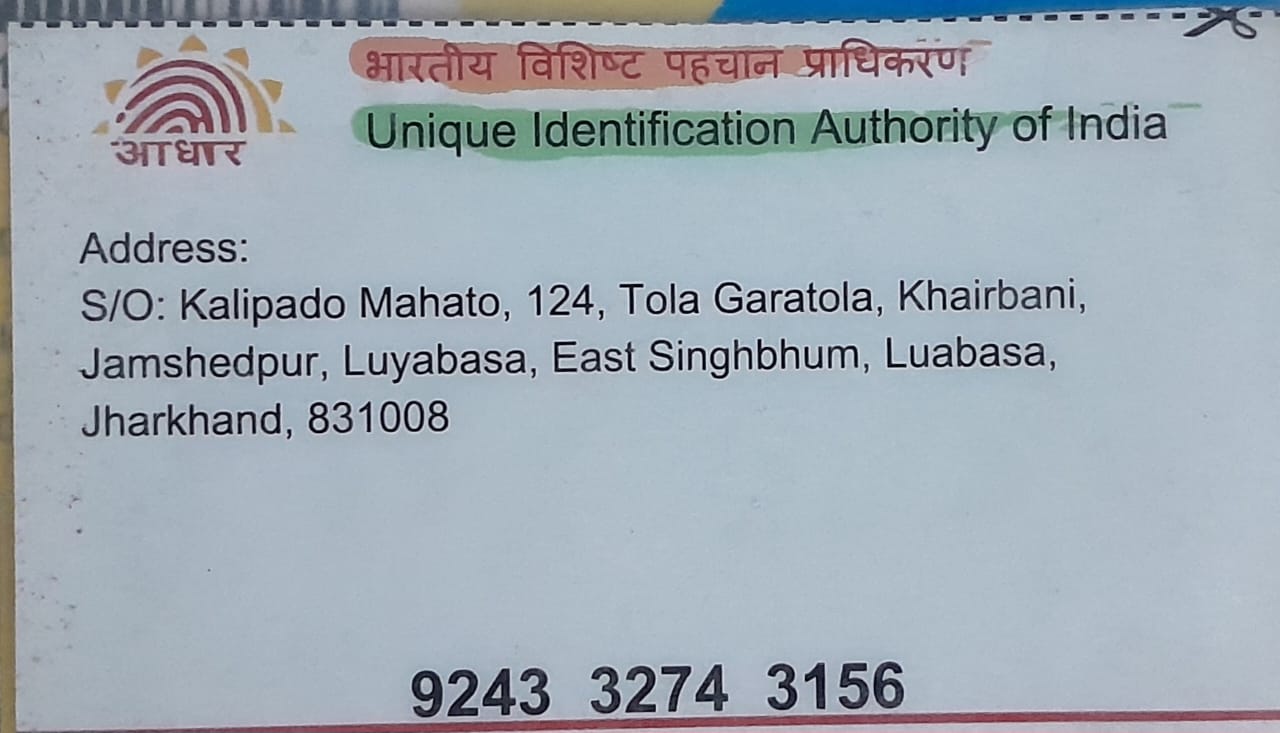 भारतीय विशिष्ट पहचान प्राधिकरण
Unique Identification Authority of India
आधार
Address:
S/O: Kalipado Mahato, 124, Tola Garatola, Khairbani,
Jamshedpur, Luyabasa, East Singhbhum, Luabasa,
Jharkhand, 831008
9243 3274 3156